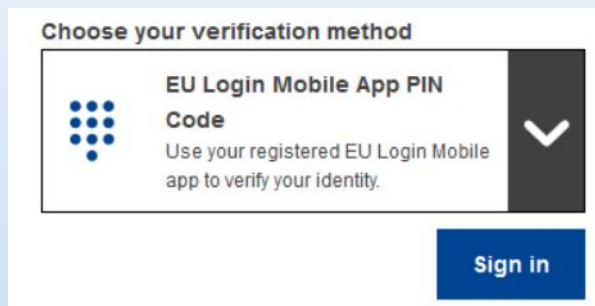 Choose your verification method
EU Login Mobile App PIN
Code
Use your registered EU Login Mobile
app to verify your identity.
Sign in